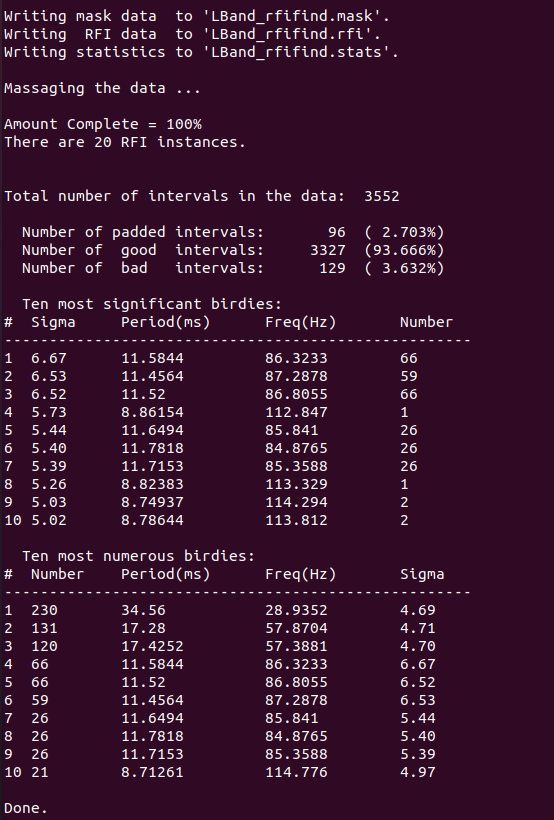 Writing mask data  to 'LBand_rfifind.mask'.
Writing  RFI data  to 'LBand_rfifind.rfi'.
Writing statistics to 'LBand_rfifind.stats'.
Massaging the data ...
Amount Complete = 100%
There are 20 RFI instances.
Total number of intervals in the data:  3552
  Number of padded intervals:       96  ( 2.703%)
  Number of  good  intervals:     3327  (93.666%)
  Number of  bad   intervals:      129  ( 3.632%)
  Ten most significant birdies:
#  Sigma     Period(ms)      Freq(Hz)       Number
----------------------------------------------------
1  6.67      11.5844         86.3233        66
2  6.53      11.4564         87.2878        59
3  6.52      11.52           86.8055        66
4  5.73      8.86154         112.847        1
5  5.44      11.6494         85.841         26
6  5.40      11.7818         84.8765        26
7  5.39      11.7153         85.3588        26
8  5.26      8.82383         113.329        1
9  5.03      8.74937         114.294        2
10 5.02      8.78644         113.812        2
  Ten most numerous birdies:
#  Number    Period(ms)      Freq(Hz)       Sigma
----------------------------------------------------
1  230       34.56           28.9352        4.69
2  131       17.28           57.8704        4.71
3  120       17.4252         57.3881        4.70
4  66        11.5844         86.3233        6.67
5  66        11.52           86.8055        6.52
6  59        11.4564         87.2878        6.53
7  26        11.6494         85.841         5.44
8  26        11.7818         84.8765        5.40
9  26        11.7153         85.3588        5.39
10 21        8.71261         114.776        4.97
Done.